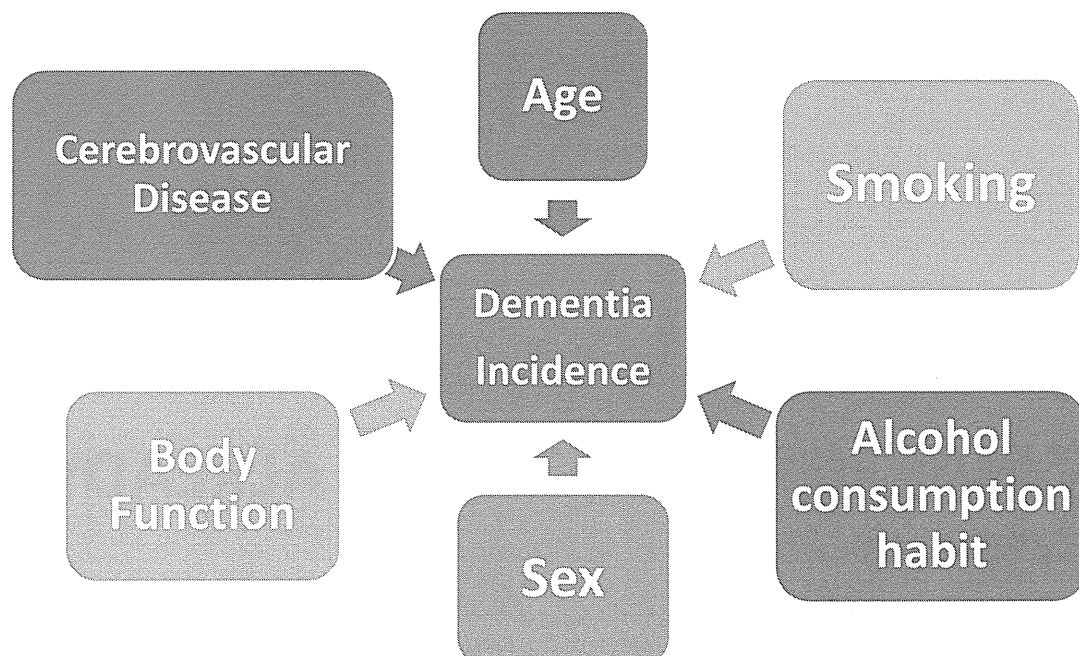 Age
Cerebrovascular
Disease
Smoking
Dementia
Incidence
Body
Function
Sex
Alcohol
consumption
habit